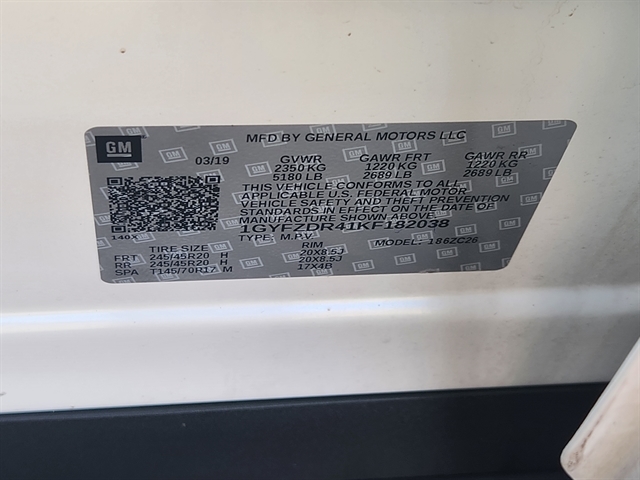 GM
MFD BY GENERAL MOTORS LLC
03/19 GVWR GAWR FRT GAWR RR
2350 KG 1220 KG 1220 KG
5180 LB 2689 LB 2689 LB
THIS VEHICLE CONFORMS TO ALL
APPLICABLE U.S. FEDERAL MOTOR
VEHICLE SAFETY AND THEFT PREVENTION
STANDARDS IN EFFECT ON THE DATE OF
MANUFACTURE SHOWN ABOVE.
1GYFZDR41KF182038
TYPE: M.P.V. MODEL: 186ZC26
TIRE SIZE RIM
FRT 245/45R20 H 20X8.5J
RR 245/45R20 H 20X8.5J
SPA T145/70R17 M 17X4B